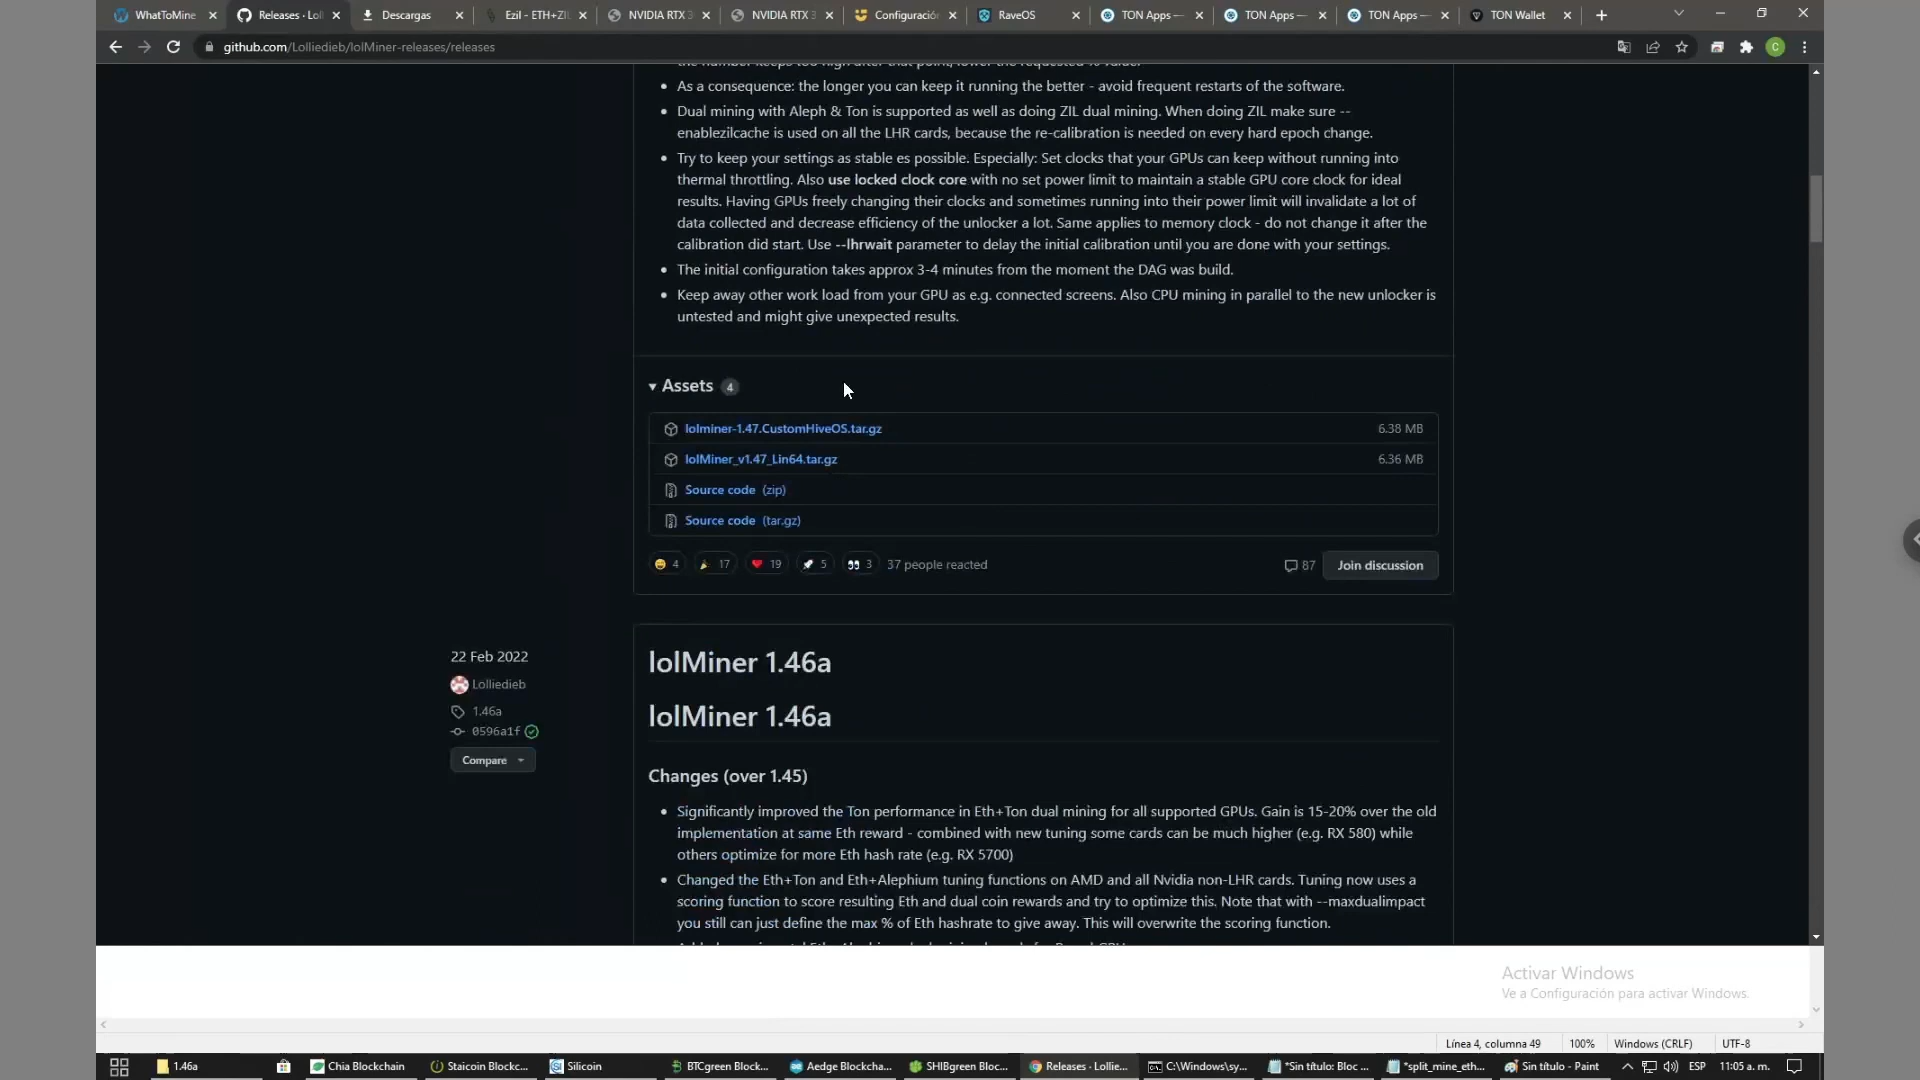 WhatToMine
Releases · Lol
Descargas
Ezil - ETH+ZIL
NVIDIA RTX 3
NVIDIA RTX 3
Configuración
RaveOS
TON Apps —
TON Apps —
TON Apps —
TON Wallet
github.com/Lolliedieb/lolMiner-releases/releases
C
the number keeps too high after that point, lower the requested % value.
As a consequence: the longer you can keep it running the better - avoid frequent restarts of the software.
Dual mining with Aleph & Ton is supported as well as doing ZIL dual mining. When doing ZIL make sure --
enablezilcache is used on all the LHR cards, because the re-calibration is needed on every hard epoch change.
Try to keep your settings as stable es possible. Especially: Set clocks that your GPUs can keep without running into
thermal throttling. Also use locked clock core with no set power limit to maintain a stable GPU core clock for ideal
results. Having GPUs freely changing their clocks and sometimes running into their power limit will invalidate a lot of
data collected and decrease efficiency of the unlocker a lot. Same applies to memory clock - do not change it after the
calibration did start. Use --lhrwait parameter to delay the initial calibration until you are done with your settings.
The initial configuration takes approx 3-4 minutes from the moment the DAG was build.
Keep away other work load from your GPU as e.g. connected screens. Also CPU mining in parallel to the new unlocker is
untested and might give unexpected results.
Assets 4
lolminer-1.47.CustomHiveOS.tar.gz 6.38 MB
lolMiner_v1.47_Lin64.tar.gz 6.36 MB
Source code (zip)
Source code (tar.gz)
4 17 19 5 3 37 people reacted 87 Join discussion
22 Feb 2022
Lolliedieb
1.46a
0596a1f
Compare
lolMiner 1.46a
lolMiner 1.46a
Changes (over 1.45)
Significantly improved the Ton performance in Eth+Ton dual mining for all supported GPUs. Gain is 15-20% over the old
implementation at same Eth reward - combined with new tuning some cards can be much higher (e.g. RX 580) while
others optimize for more Eth hash rate (e.g. RX 5700)
Changed the Eth+Ton and Eth+Alephium tuning functions on AMD and all Nvidia non-LHR cards. Tuning now uses a
scoring function to score resulting Eth and dual coin rewards and try to optimize this. Note that with --maxdualimpact
you still can just define the max % of Eth hashrate to give away. This will overwrite the scoring function.
Activar Windows
Ve a Configuración para activar Windows.
Línea 4, columna 49 100% Windows (CRLF) UTF-8
1.46a
Chia Blockchain
Staicoin Blockc...
Silicoin
BTCgreen Block...
Aedge Blockcha...
SHIBgreen Bloc...
Releases - Lollie...
C:\Windows\sy...
*Sin título: Bloc ...
*split_mine_eth...
Sin título - Paint
ESP
11:05 a. m.